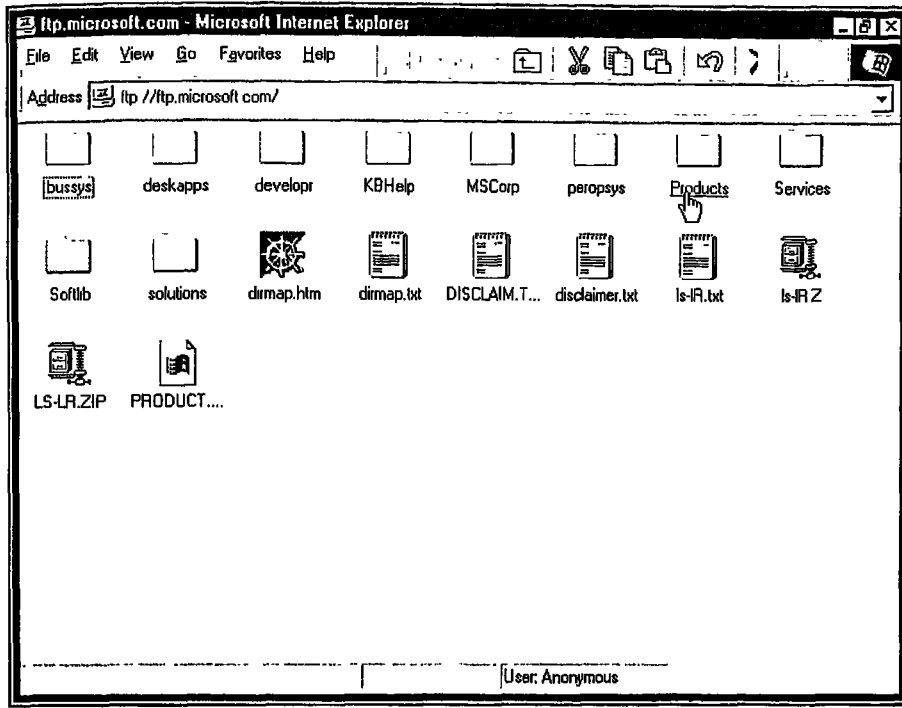 ftp.microsoft.com - Microsoft Internet Explorer
File Edit View Go Favorites Help
Address ftp //ftp.microsoft com/
bussys deskapps developr KBHelp MSCorp peropsys Products Services
Softlib solutions dirmap.htm dirmap.txt DISCLAIM.T... disclaimer.txt ls-lR.txt ls-lR Z
LS-LR.ZIP PRODUCT....
User: Anonymous